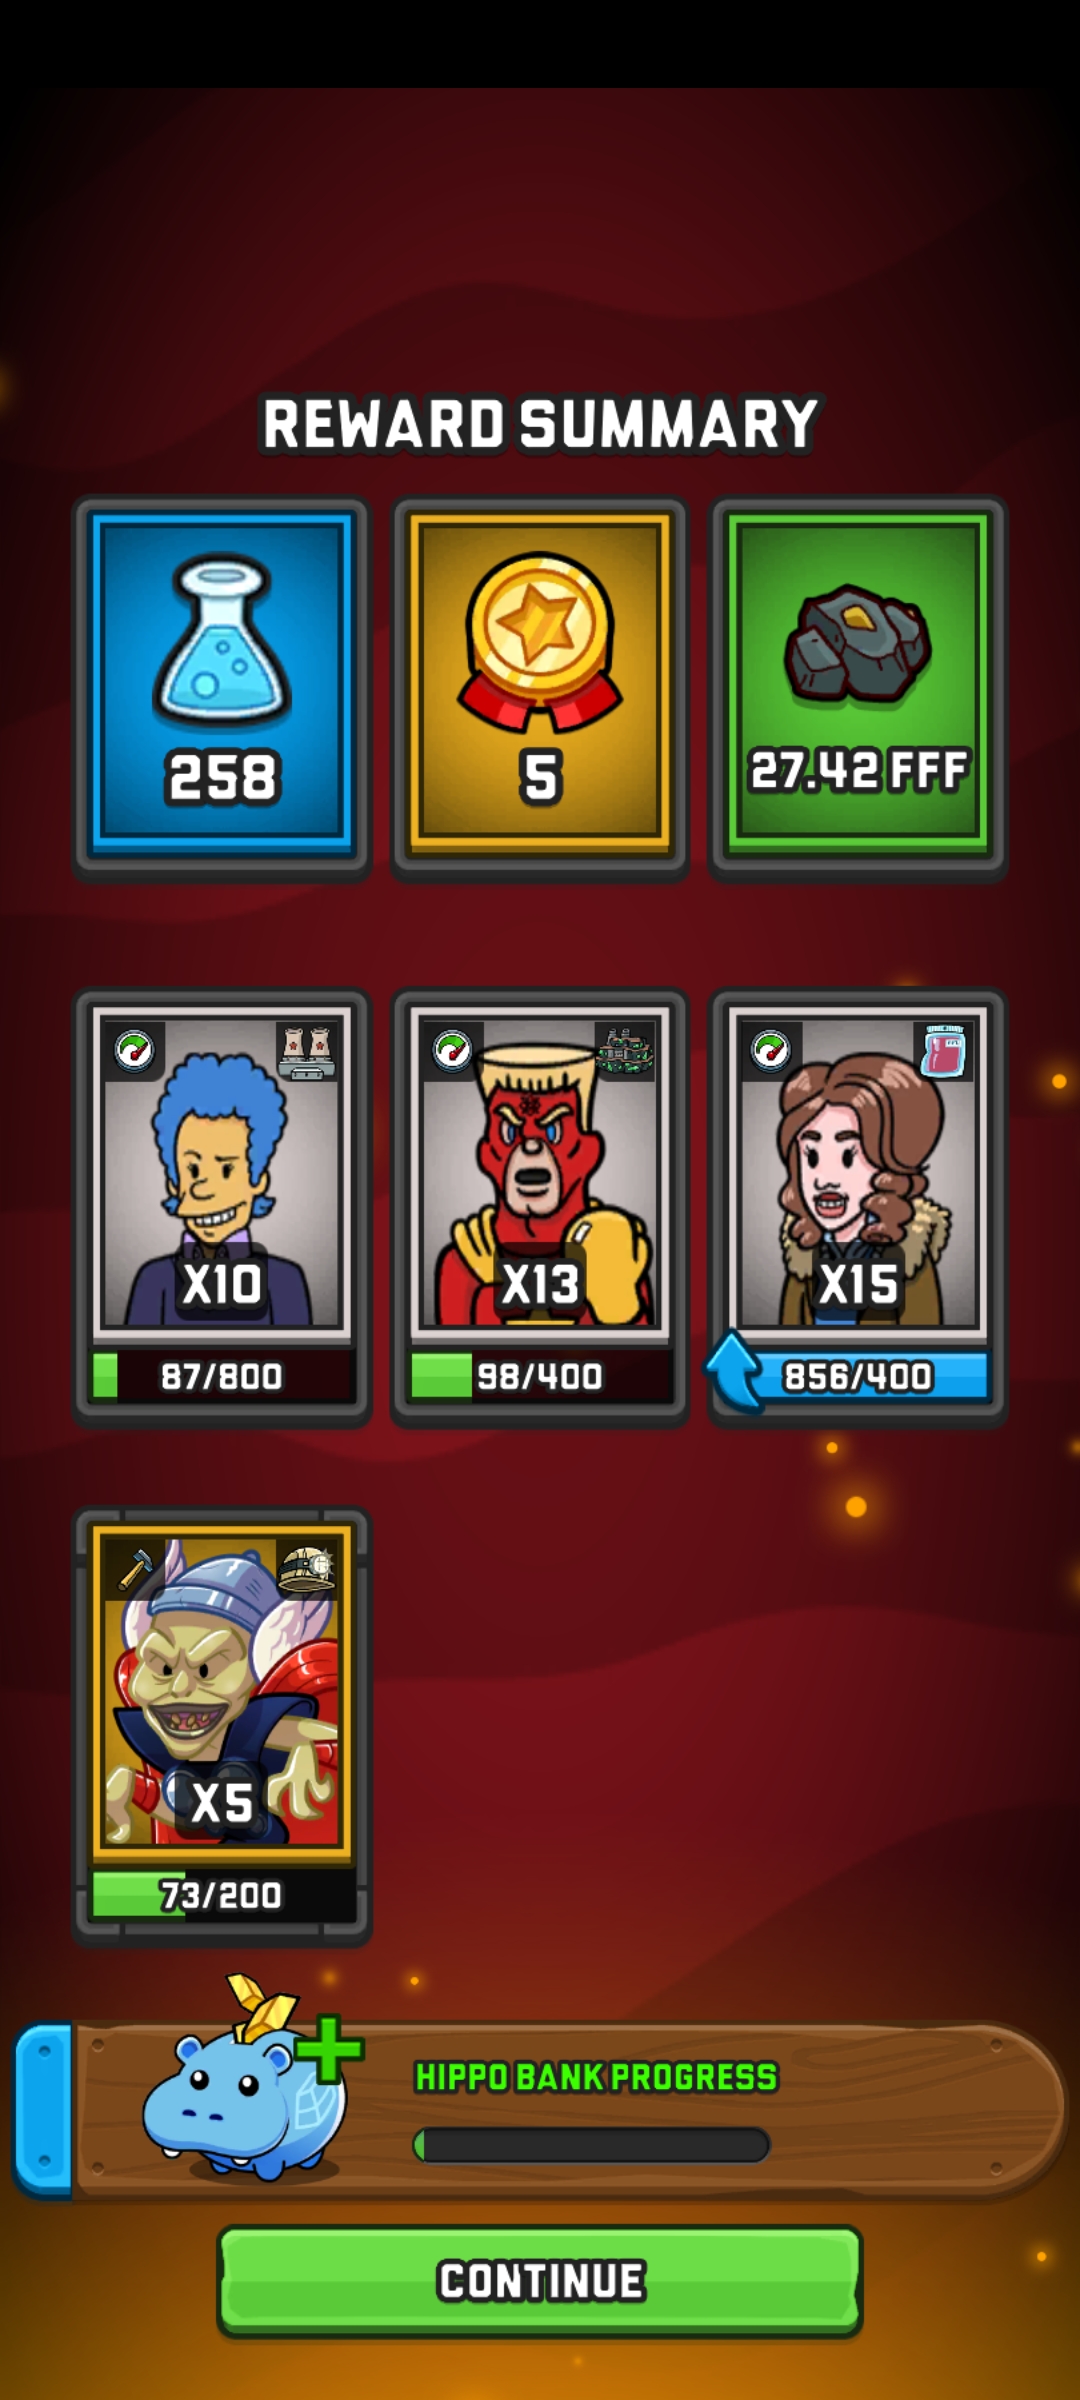 REWARD SUMMARY
258
5
27.42 FFF
X10
X13
X15
87/800
98/400
856/400
X5
73/200
HIPPO BANK PROGRESS
CONTINUE